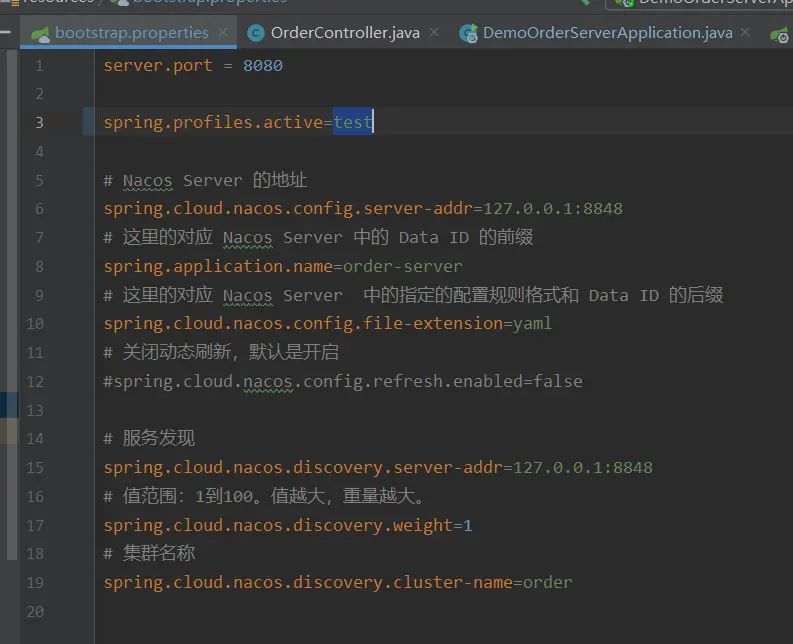 bootstrap.properties
OrderController.java
DemoOrderServerApplication.java
1 server.port = 8080
2
3 spring.profiles.active=test
4
5 # Nacos Server 的地址
6 spring.cloud.nacos.config.server-addr=127.0.0.1:8848
7 # 这里的对应 Nacos Server 中的 Data ID 的前缀
8 spring.application.name=order-server
9 # 这里的对应 Nacos Server  中的指定的配置规则格式和 Data ID 的后缀
10 spring.cloud.nacos.config.file-extension=yaml
11 # 关闭动态刷新，默认是开启
12 #spring.cloud.nacos.config.refresh.enabled=false
13
14 # 服务发现
15 spring.cloud.nacos.discovery.server-addr=127.0.0.1:8848
16 # 值范围：1到100。值越大，重量越大。
17 spring.cloud.nacos.discovery.weight=1
18 # 集群名称
19 spring.cloud.nacos.discovery.cluster-name=order
20